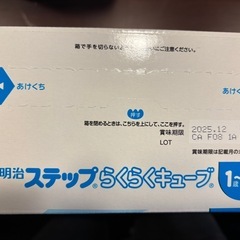 箱で手を切らないようにご注意ください。
あけくち
あけくち
押す
箱を閉めるときは、こちらを上にして、ここを押す。
賞味期限
LOT
2025.12
CA F08 1A
賞味期限は記載月の
明治ステップ®らくらくキューブ®
1